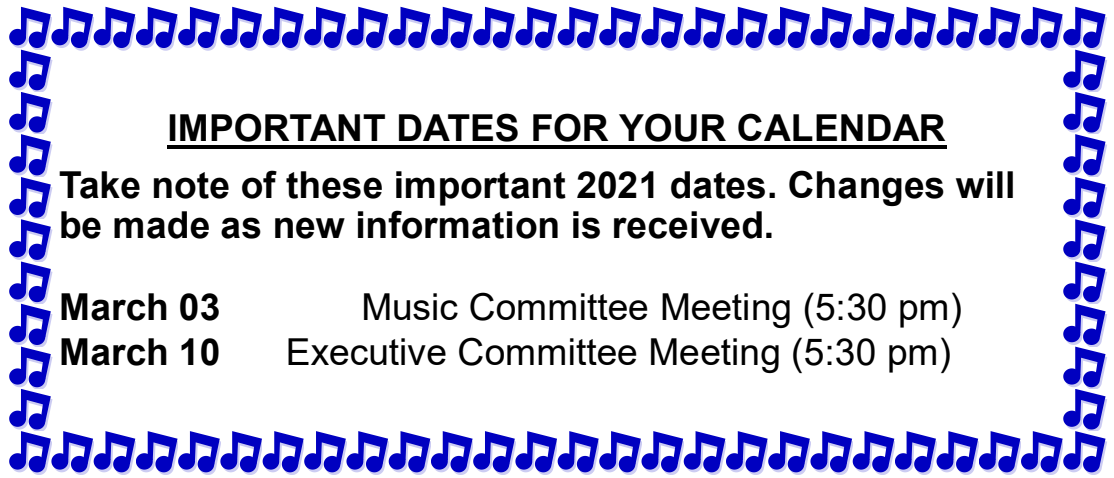 IMPORTANT DATES FOR YOUR CALENDAR
Take note of these important 2021 dates. Changes will
be made as new information is received.
March 03 Music Committee Meeting (5:30 pm)
March 10 Executive Committee Meeting (5:30 pm)